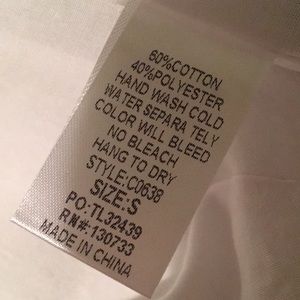 60%COTTON
40%POLYESTER
HAND WASH COLD
WATER SEPARA TELY
COLOR WILL BLEED
NO BLEACH
HANG TO DRY
STYLE:C0638
SIZE:S
PO:TL32439
RN#:130733
MADE IN CHINA